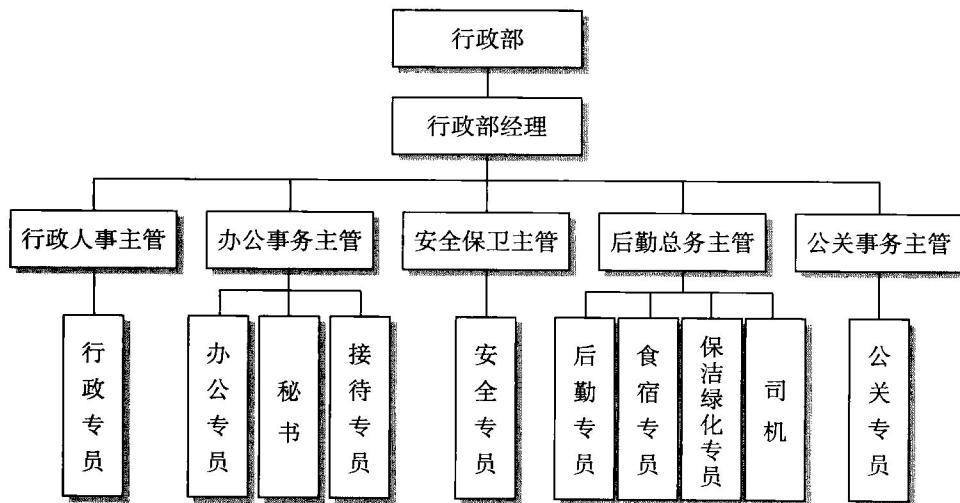 行政部
行政部经理
行政人事主管
办公事务主管
安全保卫主管
后勤总务主管
公关事务主管
行政专员
办公专员
秘书
接待专员
安全专员
后勤专员
食宿专员
保洁绿化专员
司机
公关专员